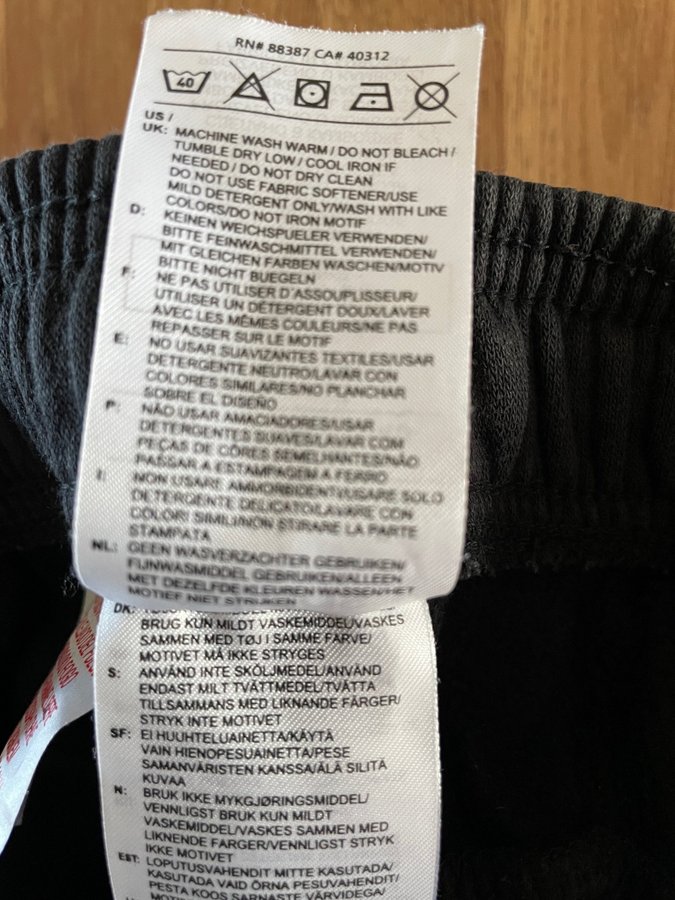 RN# 88387 CA# 40312
40
US /
UK: MACHINE WASH WARM / DO NOT BLEACH /
TUMBLE DRY LOW / COOL IRON IF
NEEDED / DO NOT DRY CLEAN
DO NOT USE FABRIC SOFTENER/USE
MILD DETERGENT ONLY/WASH WITH LIKE
COLORS/DO NOT IRON MOTIF
D: KEINEN WEICHSPUELER VERWENDEN/
BITTE FEINWASCHMITTEL VERWENDEN/
MIT GLEICHEN FARBEN WASCHEN/MOTIV
BITTE NICHT BUEGELN
F: NE PAS UTILISER D'ASSOUPLISSEUR/
UTILISER UN DÉTERGENT DOUX/LAVER
AVEC LES MÊMES COULEURS/NE PAS
REPASSER SUR LE MOTIF
E: NO USAR SUAVIZANTES TEXTILES/USAR
DETERGENTE NEUTRO/LAVAR CON
COLORES SIMILARES/NO PLANCHAR
SOBRE EL DISEÑO
P: NÃO USAR AMACIADORES/USAR
DETERGENTES SUAVES/LAVAR COM
PEÇAS DE CÔRES SEMELHANTES/NÃO
PASSAR A ESTAMPAGEM A FERRO
I: NON USARE AMMORBIDENTI/USARE SOLO
DETERGENTE DELICATO/LAVARE CON
COLORI SIMILI/NON STIRARE LA PARTE
STAMPATA
NL: GEEN WASVERZACHTER GEBRUIKEN/
FIJNWASMIDDEL GEBRUIKEN/ALLEEN
MET DEZELFDE KLEUREN WASSEN/HET
MOTIEF NIET STRIJKEN
DK:
BRUG KUN MILDT VASKEMIDDEL/VASKES
SAMMEN MED TØJ I SAMME FARVE/
MOTIVET MÅ IKKE STRYGES
S: ANVÄND INTE SKÖLJMEDEL/ANVÄND
ENDAST MILT TVÄTTMEDEL/TVÄTTA
TILLSAMMANS MED LIKNANDE FÄRGER/
STRYK INTE MOTIVET
SF: EI HUUHTELUAINETTA/KÄYTÄ
VAIN HIENOPESUAINETTA/PESE
SAMANVÄRISTEN KANSSA/ÄLÄ SILITÄ
KUVAA
N: BRUK IKKE MYKGJØRINGSMIDDEL/
VENNLIGST BRUK KUN MILDT
VASKEMIDDEL/VASKES SAMMEN MED
LIKNENDE FARGER/VENNLIGST STRYK
IKKE MOTIVET
EST: LOPUTUSVAHENDIT MITTE KASUTADA/
KASUTADA VAID ÕRNA PESUVAHENDIT/
PESTA KOOS SARNASTE VÄRVIDEGA/